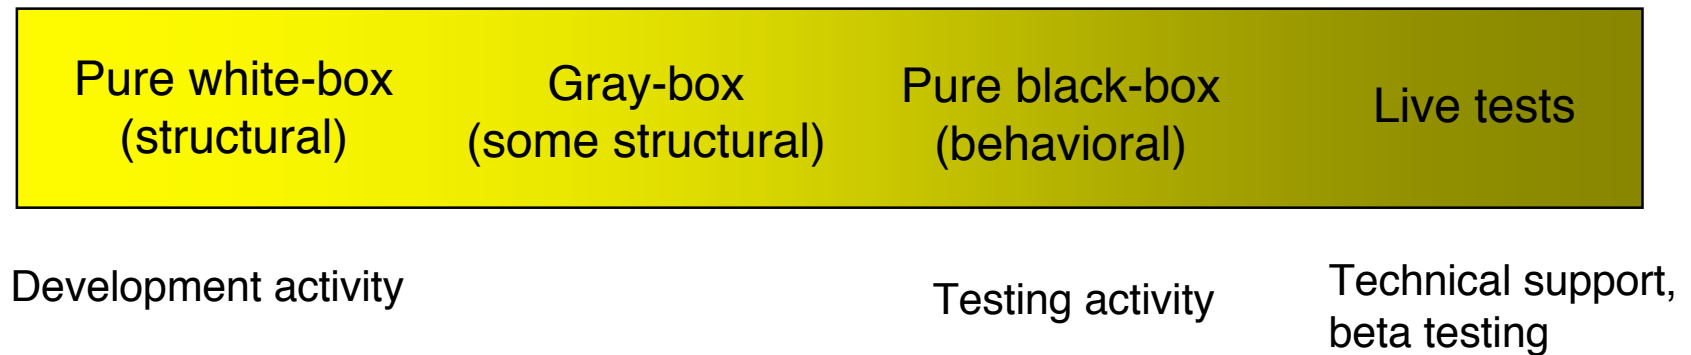 Pure white-box
(structural)
Gray-box
(some structural)
Pure black-box
(behavioral)
Live tests
Development activity
Testing activity
Technical support,
beta testing